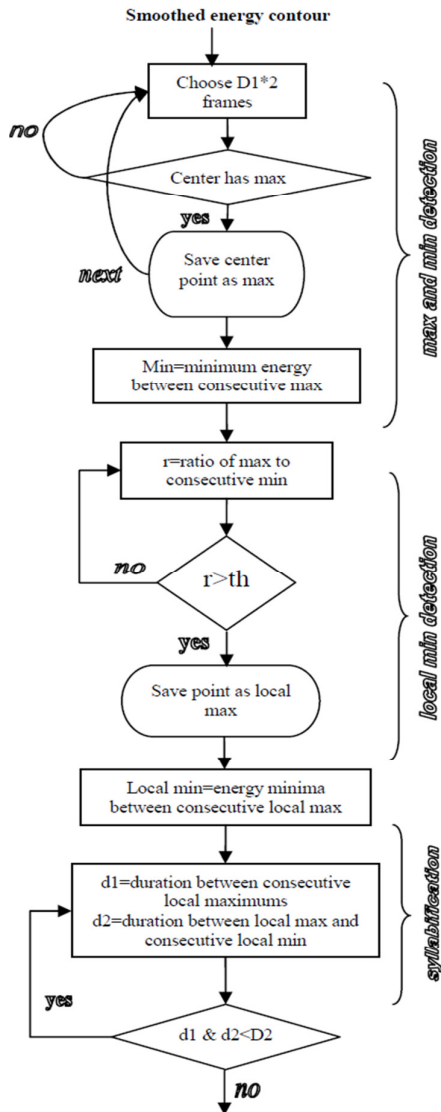 Smoothed energy contour
Choose D1*2
frames
no
Center has max
yes
Save center
point as max
next
Min=minimum energy
between consecutive max
max and min detection
r=ratio of max to
consecutive min
no
r>th
yes
Save point as local
max
local min detection
Local min=energy minima
between consecutive local max
d1=duration between consecutive
local maximums
d2=duration between local max and
consecutive local min
syllabification
yes
d1 & d2<D2
no